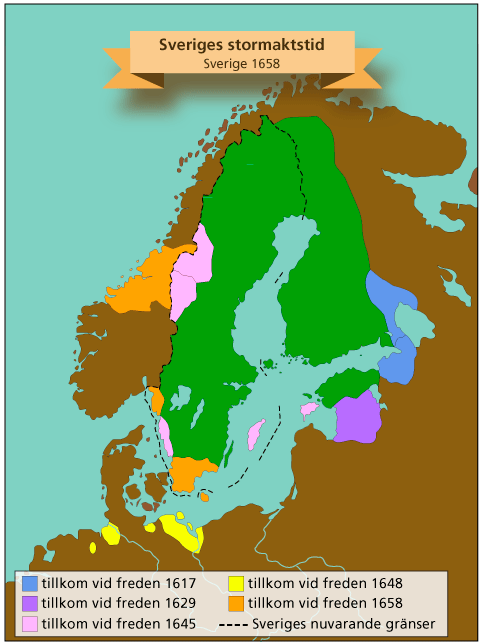 Sveriges stormaktstid
Sverige 1658
tillkom vid freden 1617
tillkom vid freden 1648
tillkom vid freden 1629
tillkom vid freden 1658
tillkom vid freden 1645
Sveriges nuvarande gränser